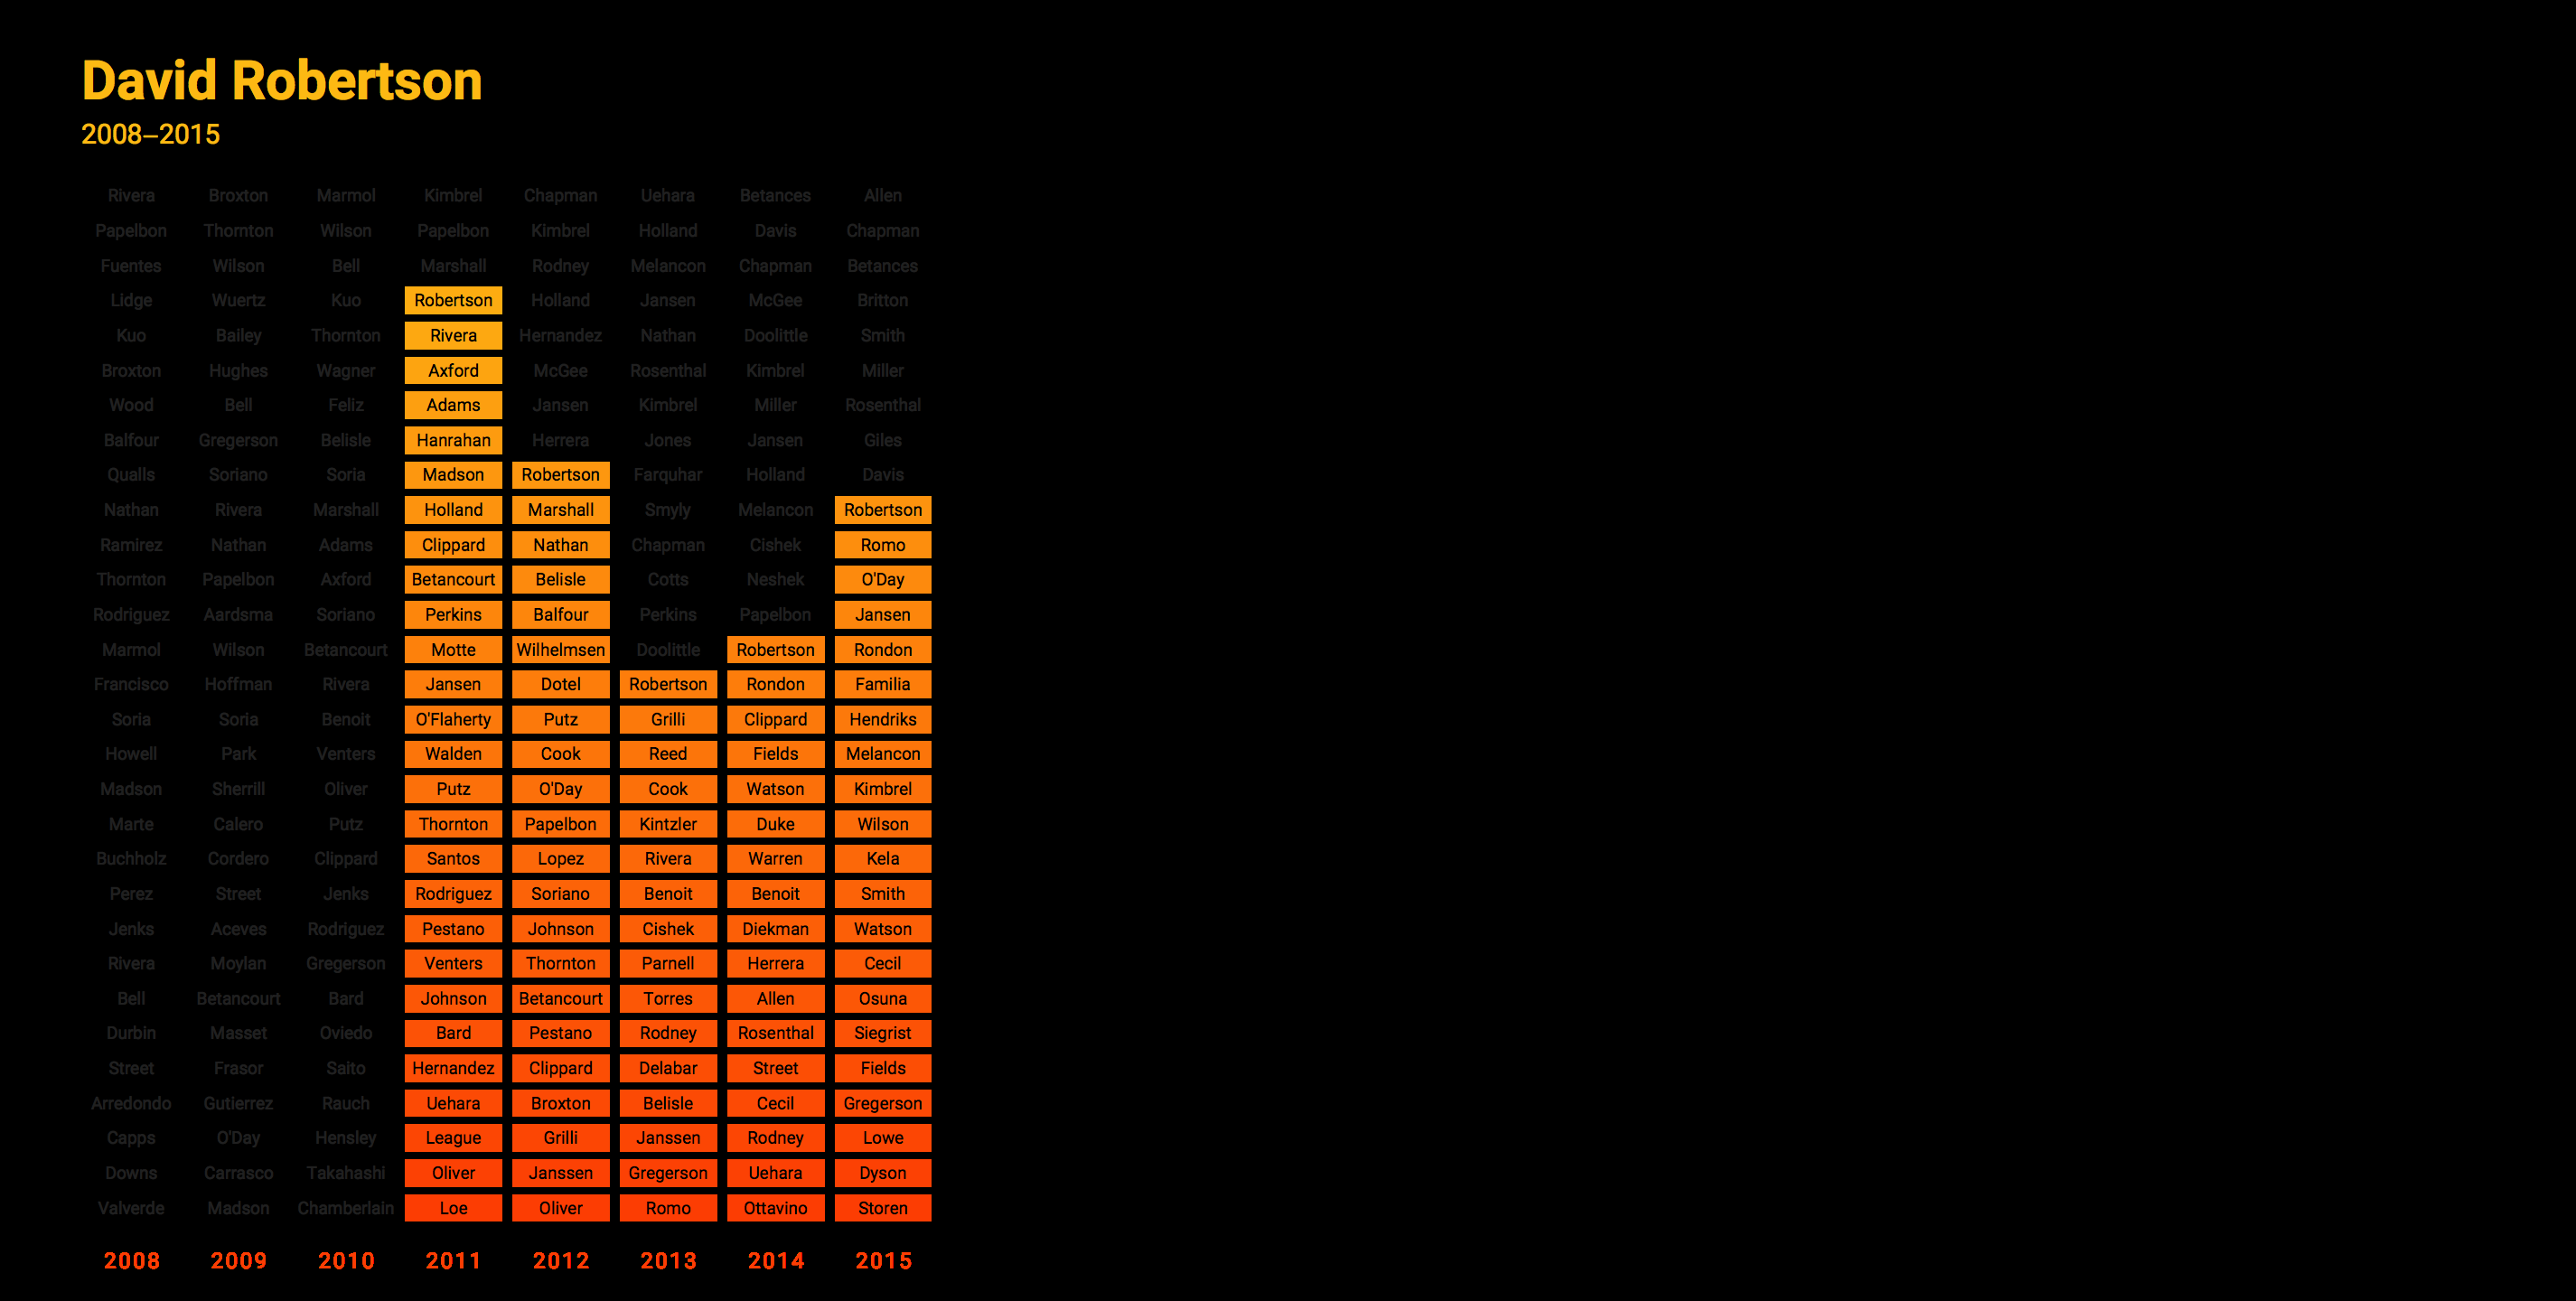 David Robertson
2008–2015
Rivera Broxton Marmol Kimbrel Chapman Uehara Betances Allen
Papelbon Thornton Wilson Papelbon Kimbrel Holland Davis Chapman
Fuentes Wilson Bell Marshall Rodney Melancon Chapman Betances
Lidge Wuertz Kuo Robertson Holland Jansen McGee Britton
Kuo Bailey Thornton Rivera Hernandez Nathan Doolittle Smith
Broxton Hughes Wagner Axford McGee Rosenthal Kimbrel Miller
Wood Bell Feliz Adams Jansen Kimbrel Miller Rosenthal
Balfour Gregerson Belisle Hanrahan Herrera Jones Jansen Giles
Qualls Soriano Soria Madson Robertson Farquhar Holland Davis
Nathan Rivera Marshall Holland Marshall Smyly Melancon Robertson
Ramirez Nathan Adams Clippard Nathan Chapman Cishek Romo
Thornton Papelbon Axford Betancourt Belisle Cotts Neshek O'Day
Rodriguez Aardsma Soriano Perkins Balfour Perkins Papelbon Jansen
Marmol Wilson Betancourt Motte Wilhelmsen Doolittle Robertson Rondon
Francisco Hoffman Rivera Jansen Dotel Robertson Rondon Familia
Soria Soria Benoit O'Flaherty Putz Grilli Clippard Hendriks
Howell Park Venters Walden Cook Reed Fields Melancon
Madson Sherrill Oliver Putz O'Day Cook Watson Kimbrel
Marte Calero Putz Thornton Papelbon Kintzler Duke Wilson
Buchholz Cordero Clippard Santos Lopez Rivera Warren Kela
Perez Street Jenks Rodriguez Soriano Benoit Benoit Smith
Jenks Aceves Rodriguez Pestano Johnson Cishek Diekman Watson
Rivera Moylan Gregerson Venters Thornton Parnell Herrera Cecil
Bell Betancourt Bard Johnson Betancourt Torres Allen Osuna
Durbin Masset Oviedo Bard Pestano Rodney Rosenthal Siegrist
Street Frasor Saito Hernandez Clippard Delabar Street Fields
Arredondo Gutierrez Rauch Uehara Broxton Belisle Cecil Gregerson
Capps O'Day Hensley League Grilli Janssen Rodney Lowe
Downs Carrasco Takahashi Oliver Janssen Gregerson Uehara Dyson
Valverde Madson Chamberlain Loe Oliver Romo Ottavino Storen
2008 2009 2010 2011 2012 2013 2014 2015